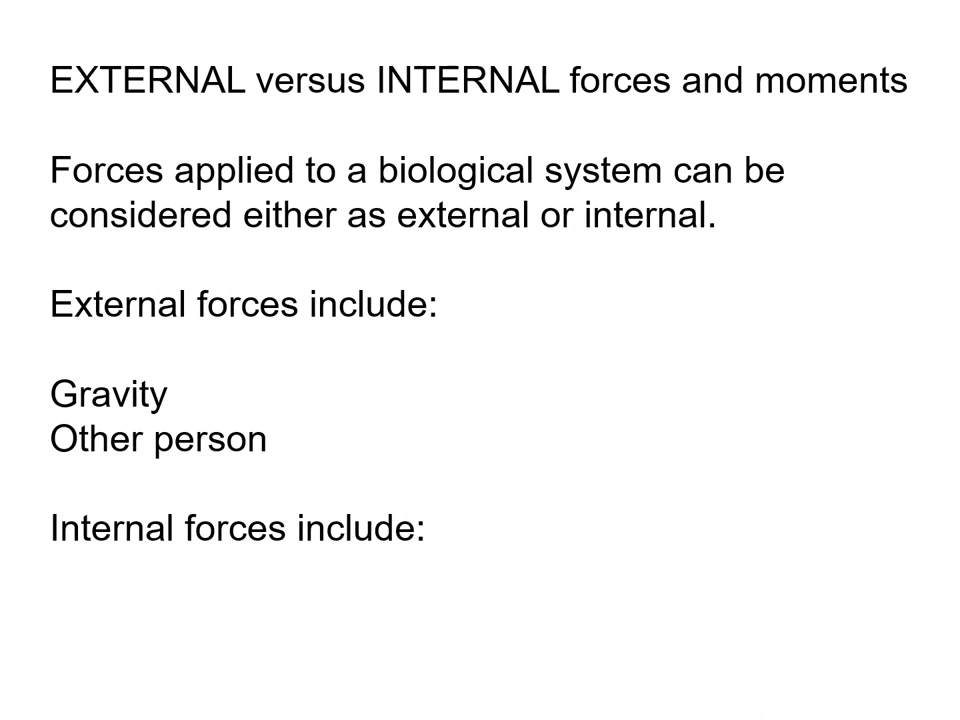 EXTERNAL versus INTERNAL forces and moments
Forces applied to a biological system can be
considered either as external or internal.
External forces include:
Gravity
Other person
Internal forces include: